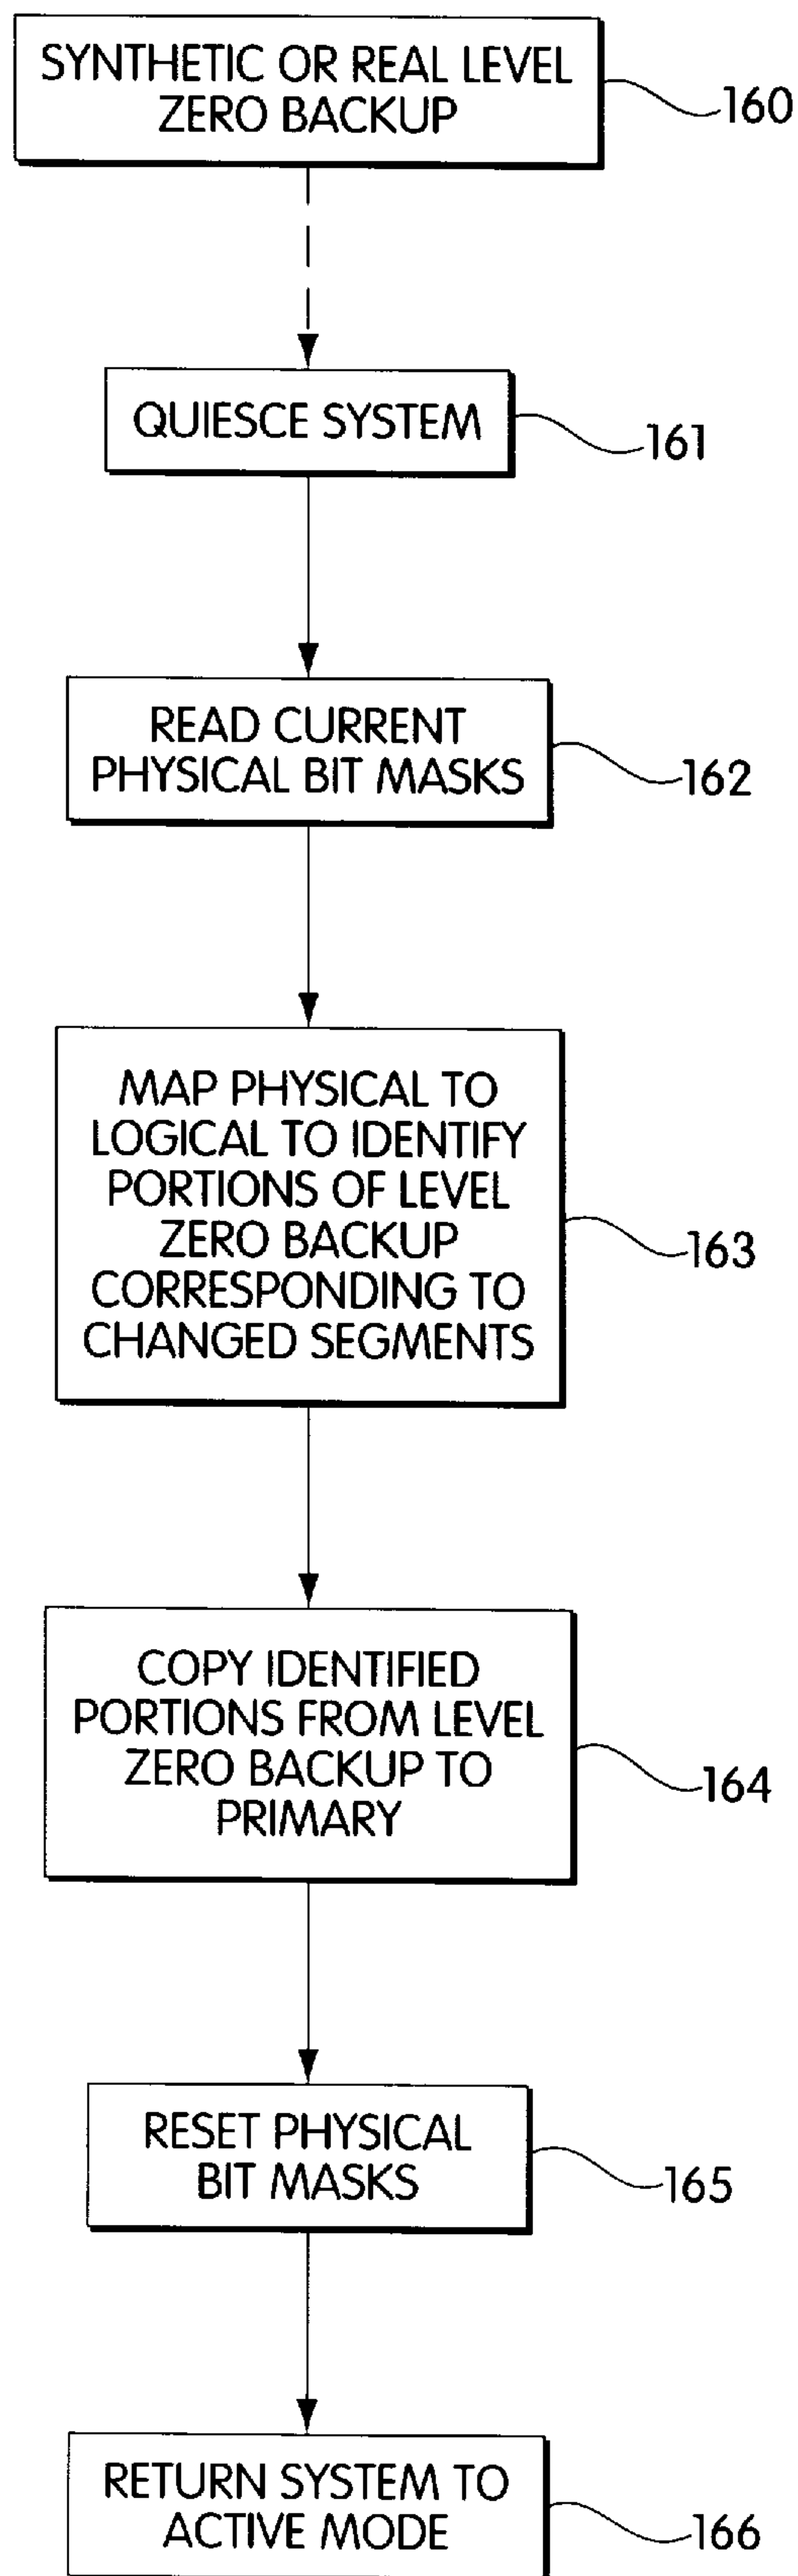 SYNTHETIC OR REAL LEVEL
ZERO BACKUP
160
QUIESCE SYSTEM
161
READ CURRENT
PHYSICAL BIT MASKS
162
MAP PHYSICAL TO
LOGICAL TO IDENTIFY
PORTIONS OF LEVEL
ZERO BACKUP
CORRESPONDING TO
CHANGED SEGMENTS
163
COPY IDENTIFIED
PORTIONS FROM LEVEL
ZERO BACKUP TO
PRIMARY
164
RESET PHYSICAL
BIT MASKS
165
RETURN SYSTEM TO
ACTIVE MODE
166